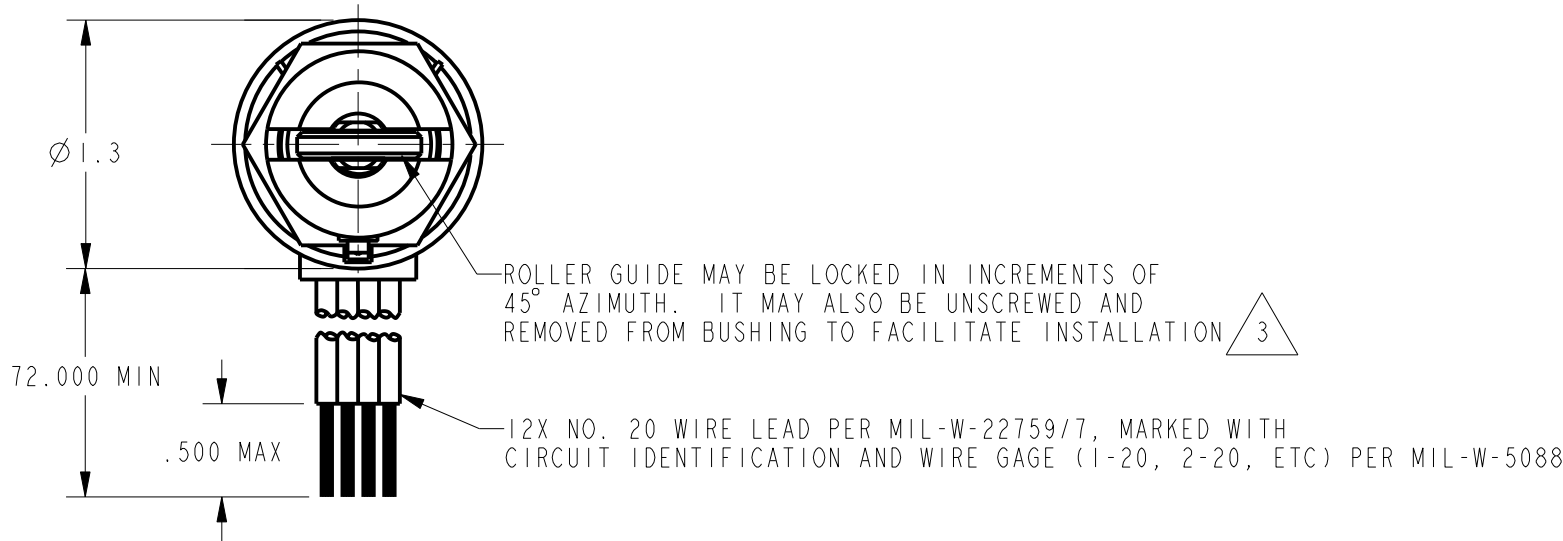 Ø1.3
ROLLER GUIDE MAY BE LOCKED IN INCREMENTS OF
45° AZIMUTH. IT MAY ALSO BE UNSCREWED AND
REMOVED FROM BUSHING TO FACILITATE INSTALLATION 3
72.000 MIN
.500 MAX
12X NO. 20 WIRE LEAD PER MIL-W-22759/7, MARKED WITH
CIRCUIT IDENTIFICATION AND WIRE GAGE (1-20, 2-20, ETC) PER MIL-W-5088